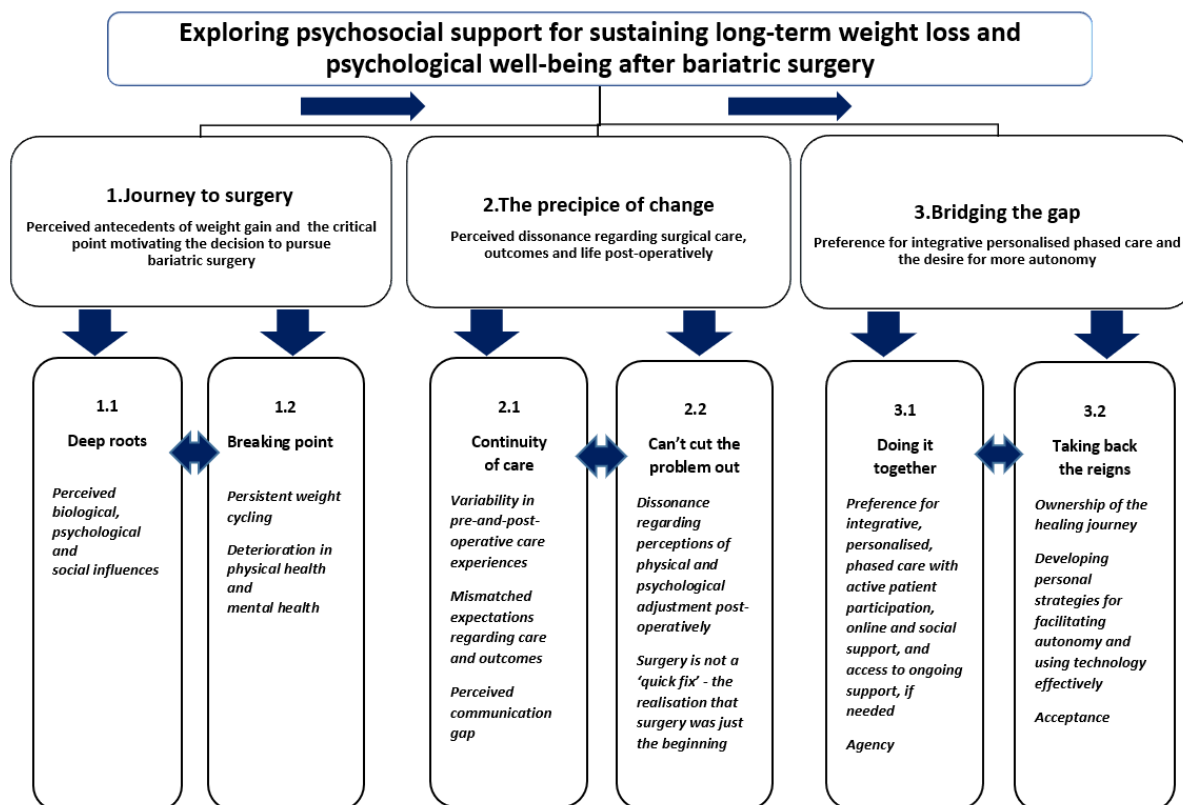 Exploring psychosocial support for sustaining long-term weight loss and
psychological well-being after bariatric surgery
1.Journey to surgery
Perceived antecedents of weight gain and the critical
point motivating the decision to pursue
bariatric surgery
2.The precipice of change
Perceived dissonance regarding surgical care,
outcomes and life post-operatively
3.Bridging the gap
Preference for integrative personalised phased care and
the desire for more autonomy
1.1
Deep roots
Perceived
biological,
psychological
and
social influences
1.2
Breaking point
Persistent weight
cycling
Deterioration in
physical health
and
mental health
2.1
Continuity
of care
Variability in
pre-and-post-
operative care
experiences
Mismatched
expectations
regarding care
and outcomes
Perceived
communication
gap
2.2
Can't cut the
problem out
Dissonance
regarding
perceptions of
physical and
psychological
adjustment post-
operatively
Surgery is not a
'quick fix' - the
realisation that
surgery was just
the beginning
3.1
Doing it
together
Preference for
integrative,
personalised,
phased care with
active patient
participation,
online and social
support, and
access to ongoing
support, if
needed
Agency
3.2
Taking back
the reigns
Ownership of the
healing journey
Developing
personal
strategies for
facilitating
autonomy and
using technology
effectively
Acceptance